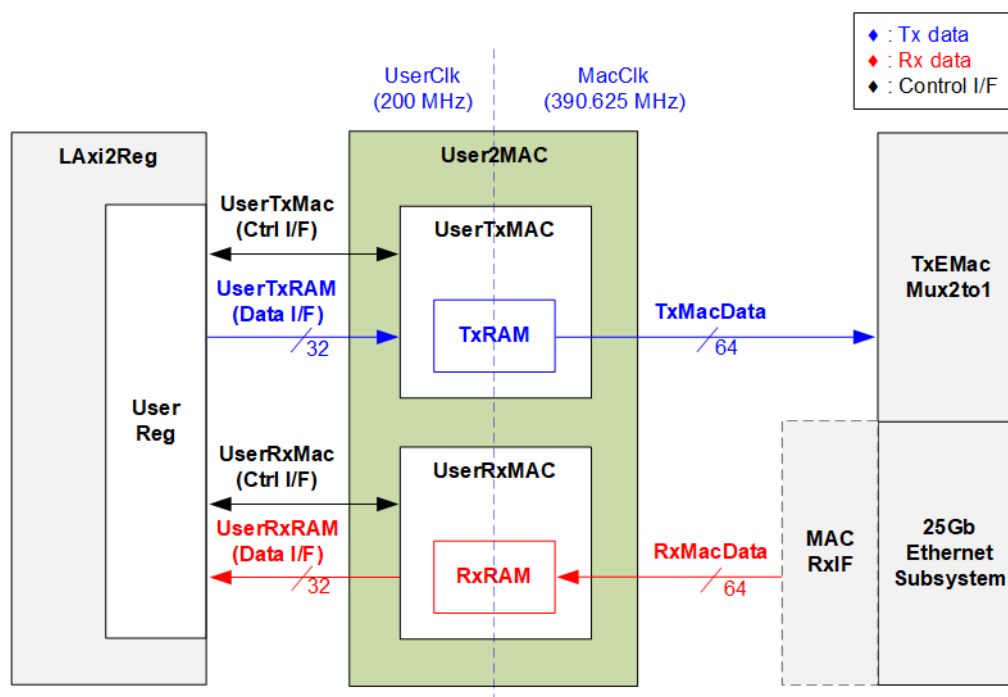 ♦ : Tx data
♦ : Rx data
♦ : Control I/F
UserClk
(200 MHz)
MacClk
(390.625 MHz)
LAxi2Reg
User2MAC
UserTxMac
(Ctrl I/F)
UserTxMAC
TxEMac
Mux2to1
UserTxRAM
(Data I/F)
32
TxRAM
TxMacData
64
User
Reg
UserRxMac
(Ctrl I/F)
UserRxMAC
UserRxRAM
(Data I/F)
32
RxRAM
RxMacData
64
MAC
RxIF
25Gb
Ethernet
Subsystem